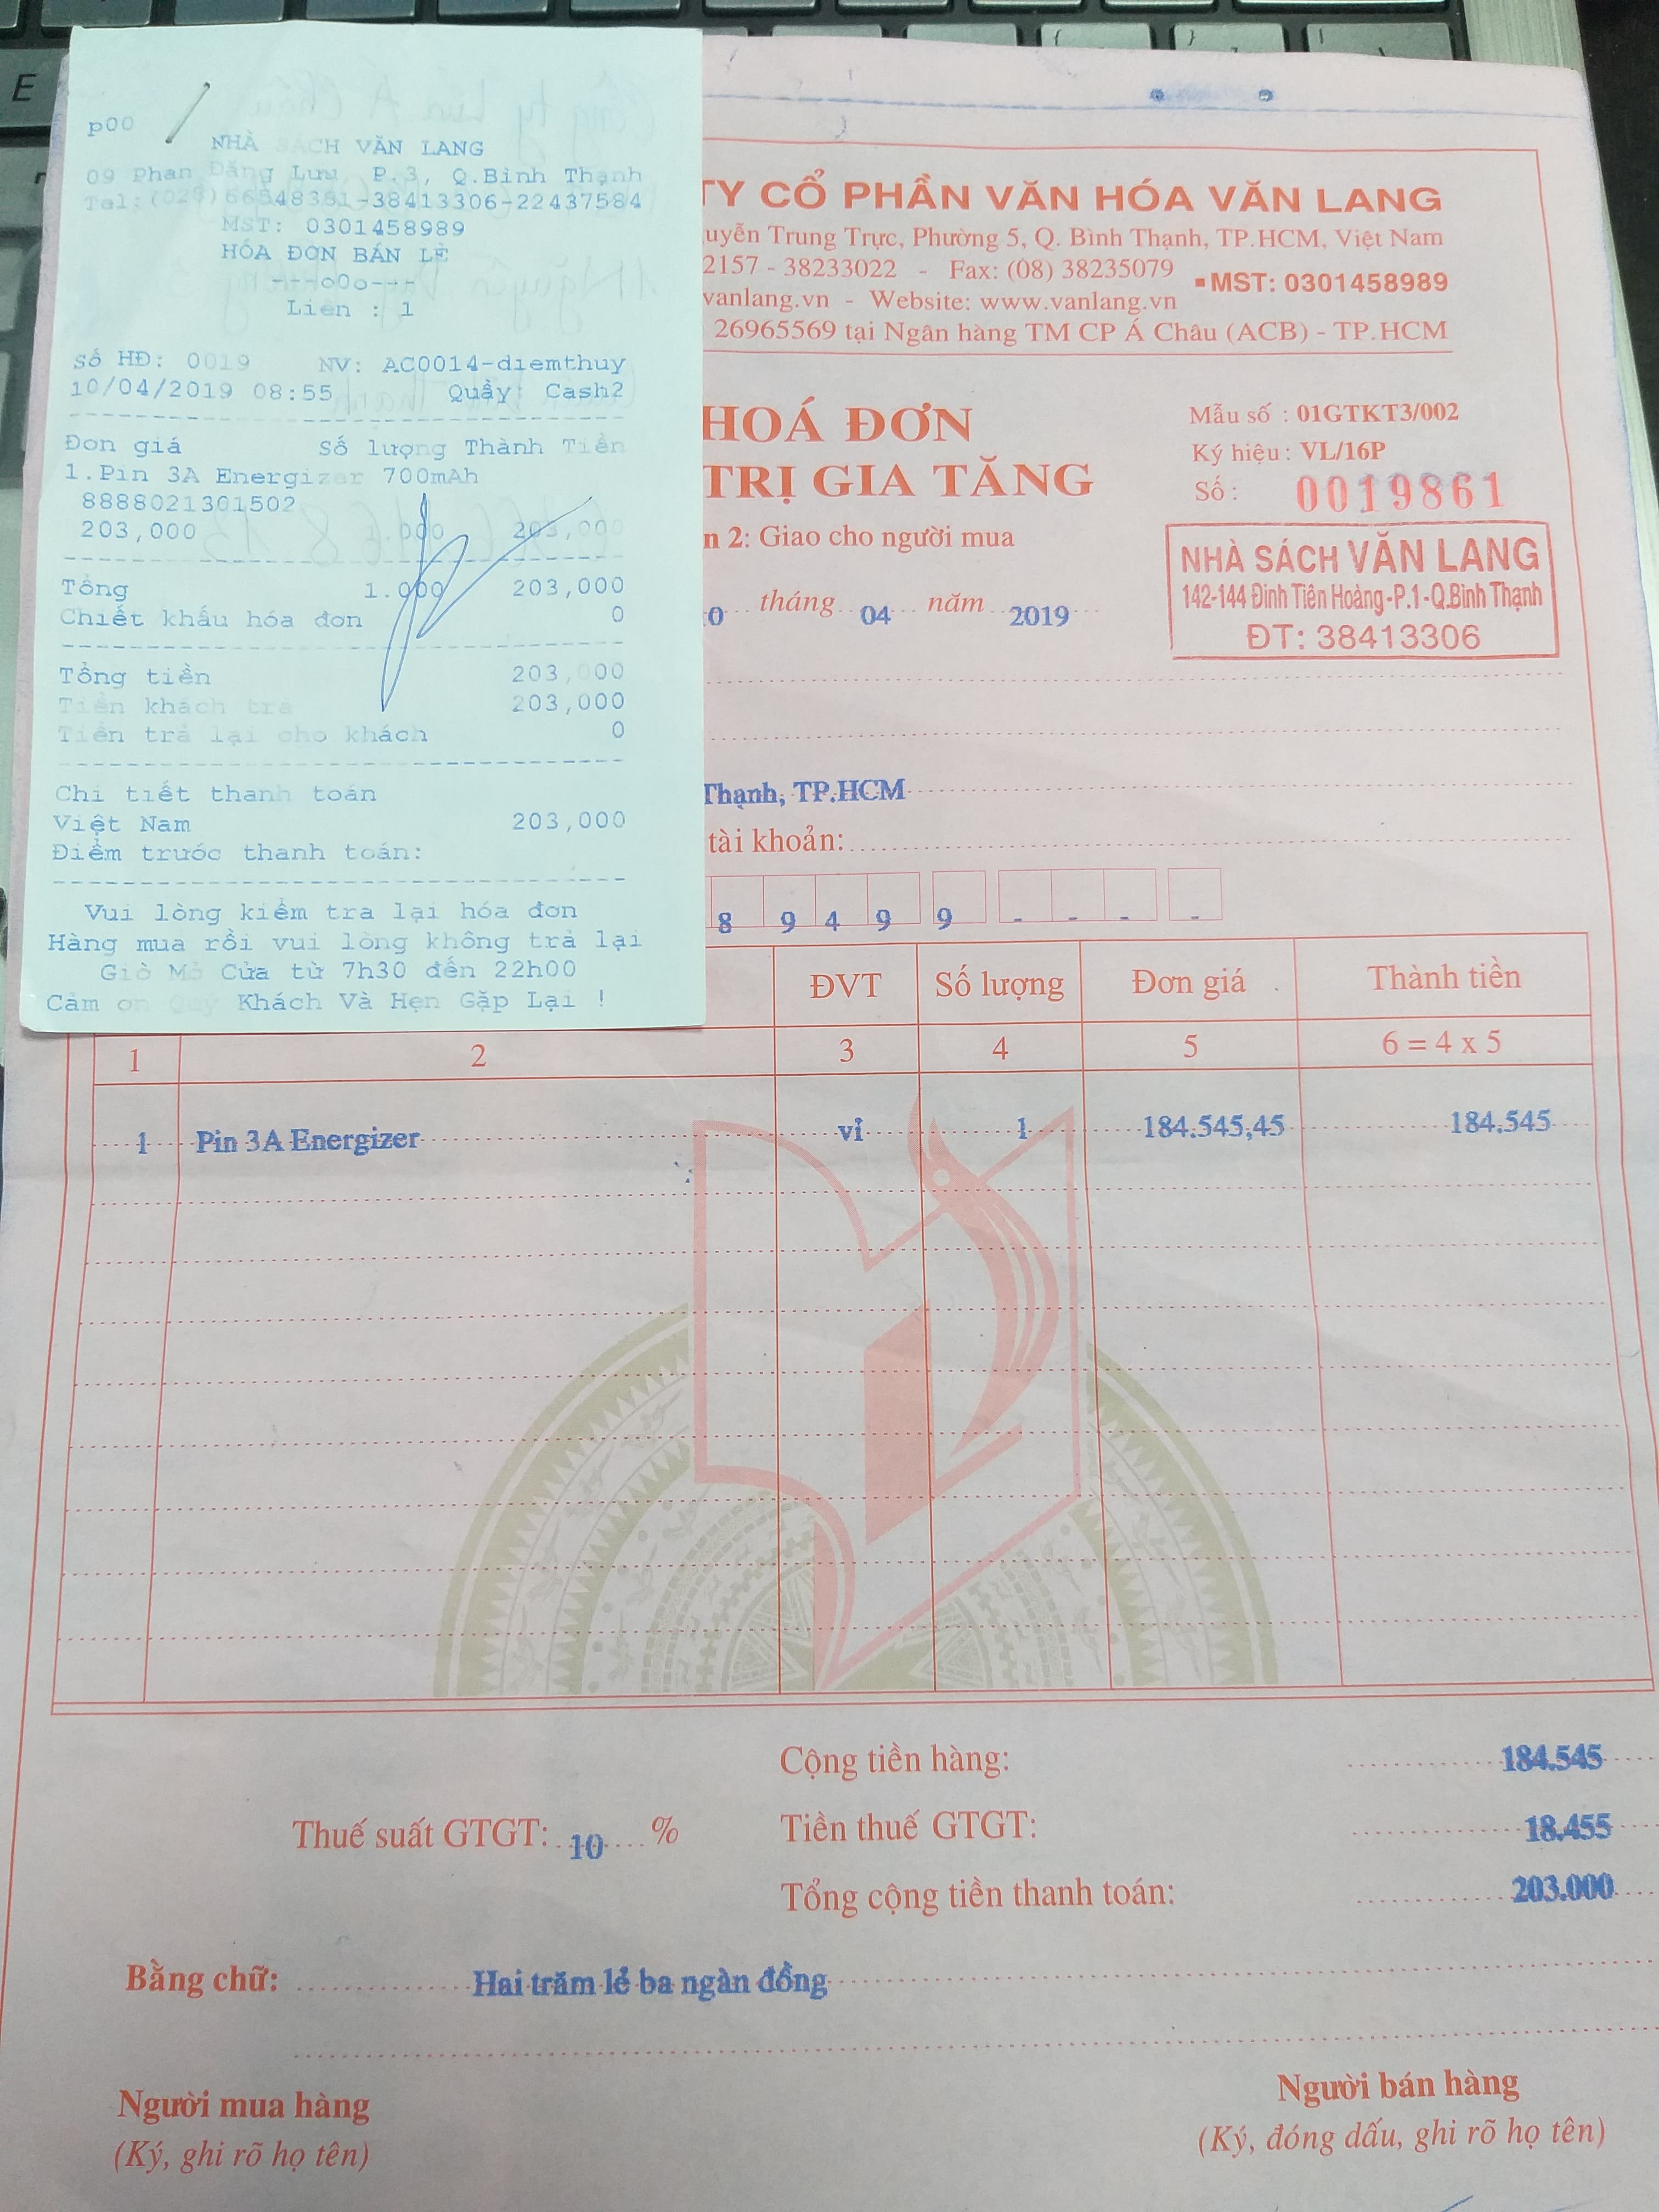 p00
NHÀ SÁCH VĂN LANG
09 Phan Đăng Lưu P.3, Q.Bình Thạnh
Tel:(028)66548381-38413306-22437584
MST: 0301458989
HÓA ĐƠN BÁN LẺ
---o0o---
Liên : 1
Số HĐ: 0019 NV: AC0014-diemthuy
10/04/2019 08:55 Quầy: Cash2
Đơn giá Số lượng Thành Tiền
1.Pin 3A Energizer 700mAh
8888021301502
203,000 .000 203,000
Tổng 1.000 203,000
Chiết khấu hóa đơn 0
Tổng tiền 203,000
Tiền khách trả 203,000
Tiền trả lại cho khách 0
Chi tiết thanh toán
Việt Nam 203,000
Điểm trước thanh toán:
Vui lòng kiểm tra lại hóa đơn
Hàng mua rồi vui lòng không trả lại
Giờ Mở Cửa từ 7h30 đến 22h00
Cảm ơn Quý Khách Và Hẹn Gặp Lại !
TY CỔ PHẦN VĂN HÓA VĂN LANG
uyễn Trung Trực, Phường 5, Q. Bình Thạnh, TP.HCM, Việt Nam
2157 - 38233022 - Fax: (08) 38235079 ▪MST: 0301458989
vanlang.vn - Website: www.vanlang.vn
26965569 tại Ngân hàng TM CP Á Châu (ACB) - TP.HCM
HOÁ ĐƠN
TRỊ GIA TĂNG
n 2: Giao cho người mua
Mẫu số : 01GTKT3/002
Ký hiệu : VL/16P
Số : 0019861
NHÀ SÁCH VĂN LANG
142-144 Đinh Tiên Hoàng-P.1-Q.Bình Thạnh
ĐT: 38413306
0 tháng 04 năm 2019
Thạnh, TP.HCM
tài khoản:
8 9 4 9 9 - - - -
ĐVT Số lượng Đơn giá Thành tiền
1 2 3 4 5 6 = 4 x 5
1 Pin 3A Energizer vỉ 1 184.545,45 184.545
Cộng tiền hàng: 184.545
Thuế suất GTGT: 10 % Tiền thuế GTGT: 18.455
Tổng cộng tiền thanh toán: 203.000
Bằng chữ: Hai trăm lẻ ba ngàn đồng
Người mua hàng Người bán hàng
(Ký, ghi rõ họ tên) (Ký, đóng dấu, ghi rõ họ tên)